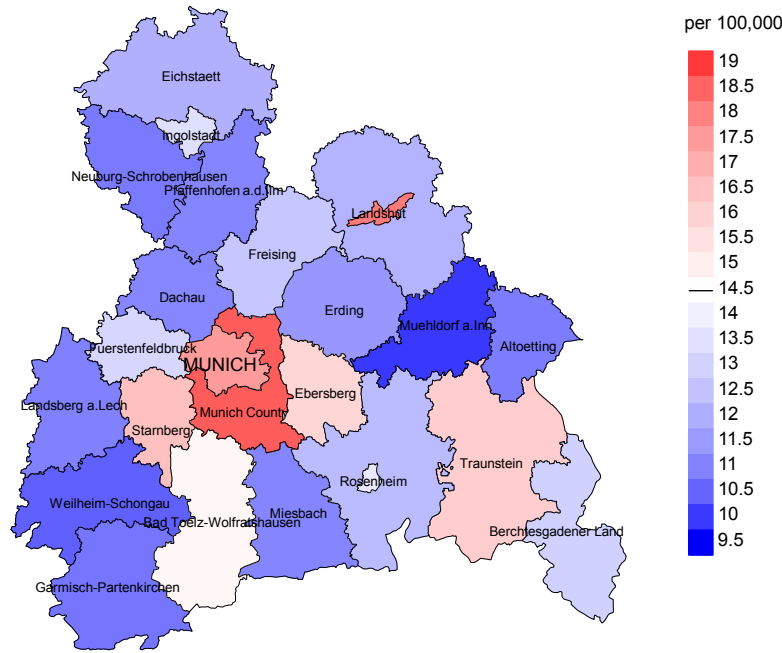 per 100,000
Eichstaett
Ingolstadt
Neuburg-Schrobenhausen
Pfaffenhofen a.d.Ilm
Landshut
Freising
Dachau
Erding
Muehldorf a.Inn
Altoetting
Fuerstenfeldbruck
MUNICH
Ebersberg
Landsberg a.Lech
Munich County
Starnberg
Traunstein
Rosenheim
Weilheim-Schongau
Miesbach
Bad Toelz-Wolfratshausen
Berchtesgadener Land
Garmisch-Partenkirchen
19
18.5
18
17.5
17
16.5
16
15.5
15
14.5
14
13.5
13
12.5
12
11.5
11
10.5
10
9.5